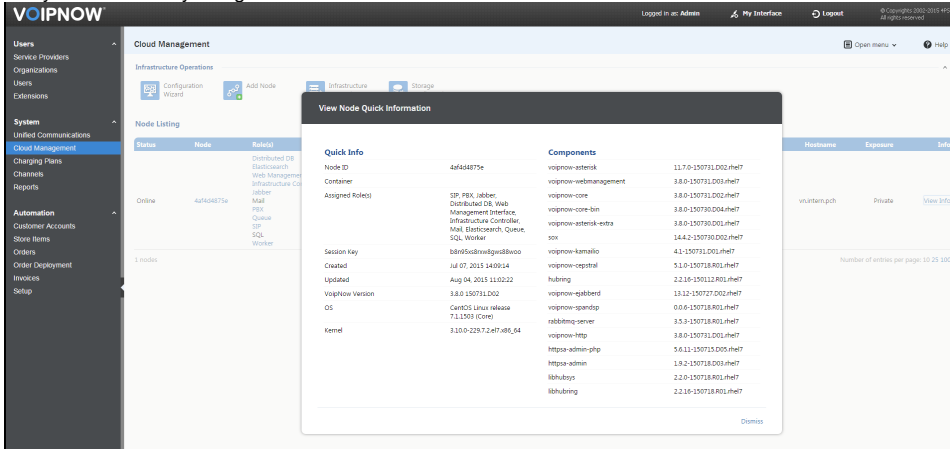 VOIPNOW
Logged in as: Admin
My Interface
Logout
© Copyrights 2002-2015 4PS
All rights reserved
Users
Service Providers
Organizations
Users
Extensions
System
Unified Communications
Cloud Management
Charging Plans
Channels
Reports
Automation
Customer Accounts
Store Items
Orders
Order Deployment
Invoices
Setup
Cloud Management
Open menu
Help
Infrastructure Operations
Configuration
Wizard
Add Node
Infrastructure
Storage
Node Listing
Status Node Role(s) Hostname Exposure Info
Distributed DB
Elasticsearch
Web Managemen
Infrastructure Co
Jabber
Mail
PBX
Queue
SIP
SQL
Worker
Online 4af4d4875e vruintern.pch Private View Info
1 nodes
Number of entries per page: 10 25 100
View Node Quick Information
Quick Info
Node ID 4af4d4875e
Container
Assigned Role(s) SIP, PBX, Jabber,
Distributed DB, Web
Management Interface,
Infrastructure Controller,
Mail, Elasticsearch, Queue,
SQL, Worker
Session Key
Created Jul 07, 2015 14:09:14
Updated Aug 04, 2015 11:02:22
VoipNow Version 3.8.0 150731.D02
OS CentOS Linux release
7.1.1503 (Core)
Kernel 3.10.0-229.7.2.el7.x86_64
Components
voipnow-asterisk 11.7.0-150731.D02.rhel7
voipnow-webmanagement 3.8.0-150731.D03.rhel7
voipnow-core 3.8.0-150731.D02.rhel7
voipnow-core-bin 3.8.0-150730.D04.rhel7
voipnow-asterisk-extra 3.8.0-150730.D01.rhel7
sox 14.4.2-150730.D02.rhel7
voipnow-kamailio 4.1-150731.D01.rhel7
voipnow-cepstral 5.1.0-150718.R01.rhel7
hubring 2.2.16-150112.R01.rhel7
voipnow-ejabberd 13.12-150727.D02.rhel7
voipnow-spandsp 0.0.6-150718.R01.rhel7
rabbitmq-server 3.5.3-150718.R01.rhel7
voipnow-http 3.8.0-150731.D01.rhel7
httpsa-admin-php 5.6.11-150715.D05.rhel7
httpsa-admin 1.9.2-150718.D03.rhel7
libhubsys 2.2.0-150718.R01.rhel7
libhubring 2.2.16-150718.R01.rhel7
Dismiss